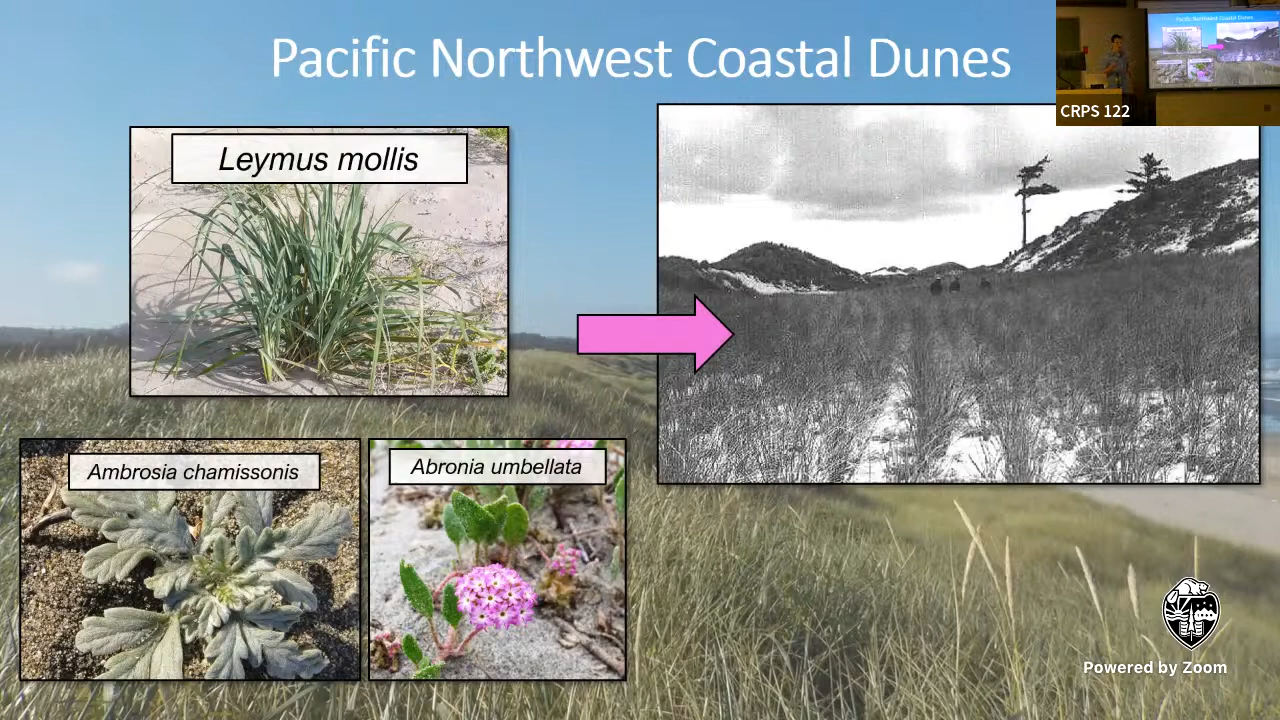 Pacific Northwest Coastal Dunes
CRPS 122
Leymus mollis
Ambrosia chamissonis
Abronia umbellata
Powered by Zoom